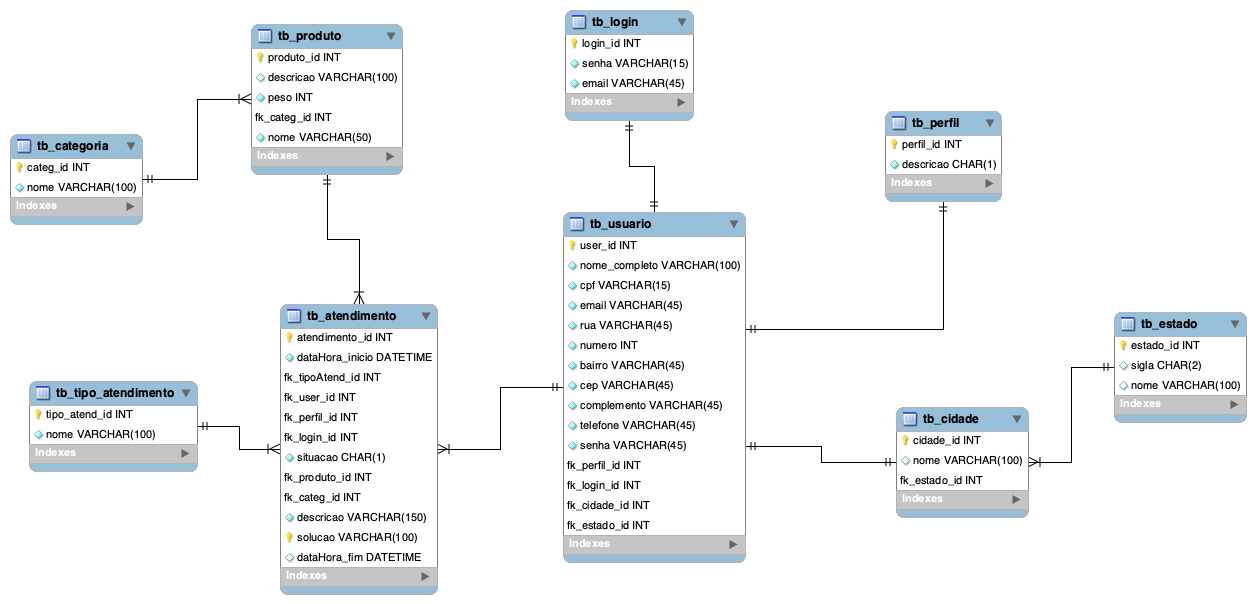 tb_produto
produto_id INT
descricao VARCHAR(100)
peso INT
fk_categ_id INT
nome VARCHAR(50)
Indexes
tb_login
login_id INT
senha VARCHAR(15)
email VARCHAR(45)
Indexes
tb_perfil
perfil_id INT
descricao CHAR(1)
Indexes
tb_categoria
categ_id INT
nome VARCHAR(100)
Indexes
tb_usuario
user_id INT
nome_completo VARCHAR(100)
cpf VARCHAR(15)
email VARCHAR(45)
rua VARCHAR(45)
numero INT
bairro VARCHAR(45)
cep VARCHAR(45)
complemento VARCHAR(45)
telefone VARCHAR(45)
senha VARCHAR(45)
fk_perfil_id INT
fk_login_id INT
fk_cidade_id INT
fk_estado_id INT
Indexes
tb_atendimento
atendimento_id INT
dataHora_inicio DATETIME
fk_tipoAtend_id INT
fk_user_id INT
fk_perfil_id INT
fk_login_id INT
situacao CHAR(1)
fk_produto_id INT
fk_categ_id INT
descricao VARCHAR(150)
solucao VARCHAR(100)
dataHora_fim DATETIME
Indexes
tb_estado
estado_id INT
sigla CHAR(2)
nome VARCHAR(100)
Indexes
tb_tipo_atendimento
tipo_atend_id INT
nome VARCHAR(100)
Indexes
tb_cidade
cidade_id INT
nome VARCHAR(100)
fk_estado_id INT
Indexes